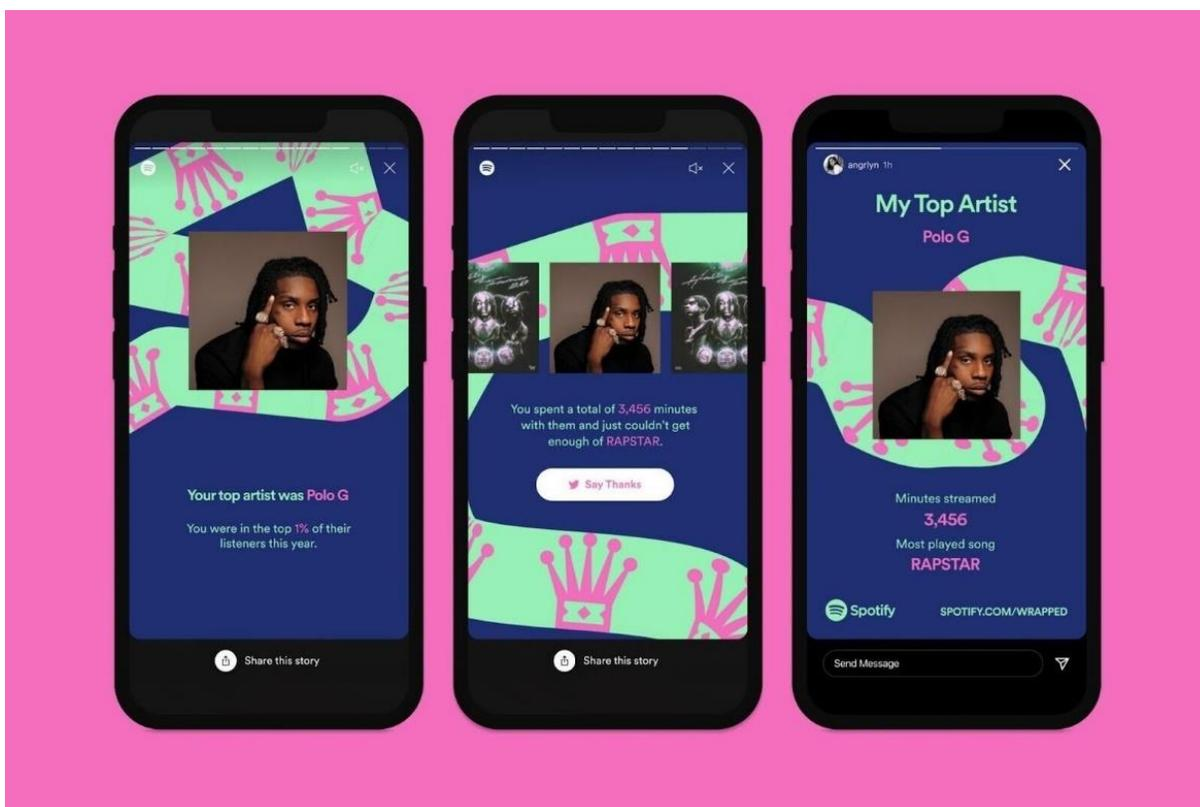 Your top artist was Polo G
You were in the top 1% of their
listeners this year.
Share this story
You spent a total of 3,456 minutes
with them and just couldn't get
enough of RAPSTAR.
Say Thanks
Share this story
angrlyn 1h
My Top Artist
Polo G
Minutes streamed
3,456
Most played song
RAPSTAR
Spotify
SPOTIFY.COM/WRAPPED
Send Message